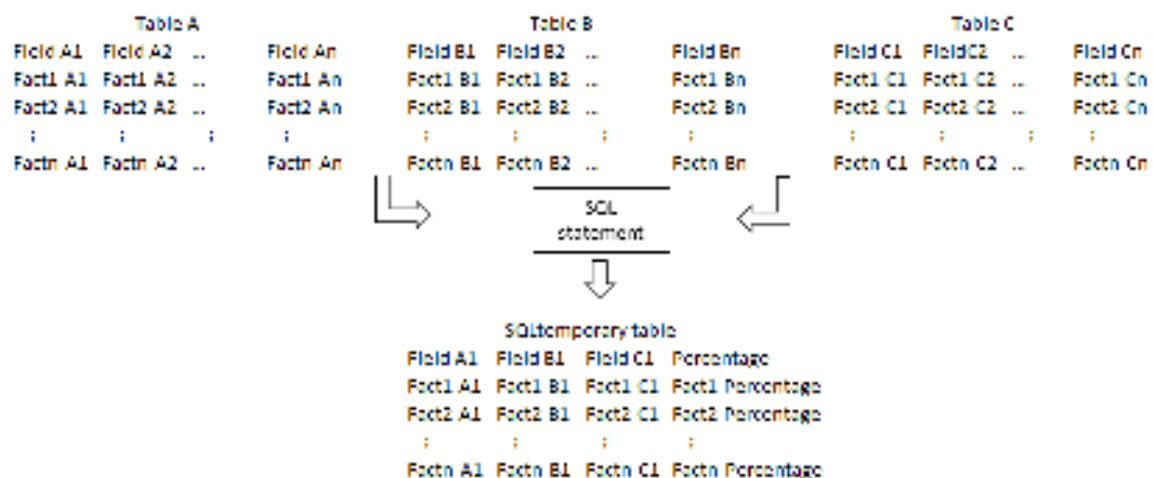 Table A Table B Table C
Field A1 Field A2 ... Field An Field B1 Field B2 ... Field Bn Field C1 FieldC2 ... Field Cn
Fact1 A1 Fact1 A2 ... Fact1 An Fact1 B1 Fact1 B2 ... Fact1 Bn Fact1 C1 Fact1 C2 ... Fact1 Cn
Fact2 A1 Fact2 A2 ... Fact2 An Fact2 B1 Fact2 B2 ... Fact2 Bn Fact2 C1 Fact2 C2 ... Fact2 Cn
: : : : : : : : : : : :
Factn A1 Factn A2 ... Factn An Factn B1 Factn B2 ... Factn Bn Factn C1 Factn C2 ... Factn Cn
SQL
statement
SQLtemporary table
Field A1 Field B1 Field C1 Percentage
Fact1 A1 Fact1 B1 Fact1 C1 Fact1 Percentage
Fact2 A1 Fact2 B1 Fact2 C1 Fact2 Percentage
: : : :
Factn A1 Factn B1 Factn C1 Factn Percentage